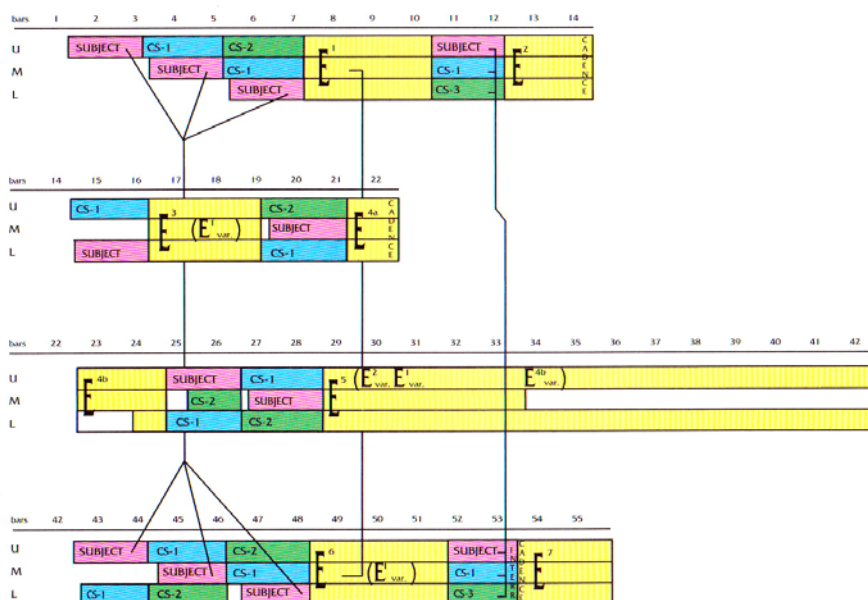 bars 1 2 3 4 5 6 7 8 9 10 11 12 13 14
U SUBJECT CS-1 CS-2 E 1 SUBJECT E 2 CADENCE
M SUBJECT CS-1 CS-1
L SUBJECT CS-3
bars 14 15 16 17 18 19 20 21 22
U CS-1 E 3 (E 1 var.) CS-2 E 4a CADENCE
M SUBJECT
L SUBJECT CS-1
bars 22 23 24 25 26 27 28 29 30 31 32 33 34 35 36 37 38 39 40 41 42
U E 4b SUBJECT CS-1 E 5 (E 2 var. E 1 var. E 4b var.)
M CS-2 SUBJECT
L CS-1 CS-2
bars 42 43 44 45 46 47 48 49 50 51 52 53 54 55
U SUBJECT CS-1 CS-2 E 6 SUBJECT INTERR CADENCE E 7
M SUBJECT CS-1 (E 1 var.) CS-1
L CS-1 CS-2 SUBJECT CS-3